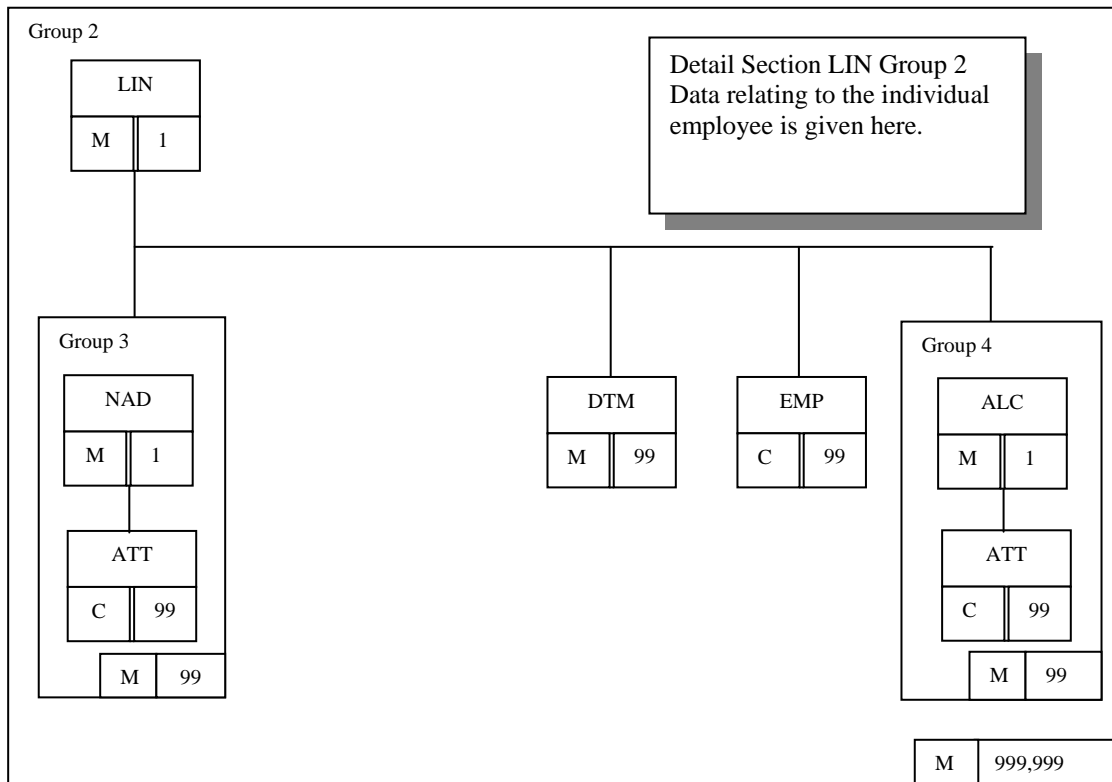 Group 2
LIN
M 1
Detail Section LIN Group 2
Data relating to the individual
employee is given here.
Group 3
NAD
M 1
ATT
C 99
M 99
DTM
M 99
EMP
C 99
Group 4
ALC
M 1
ATT
C 99
M 99
M 999,999